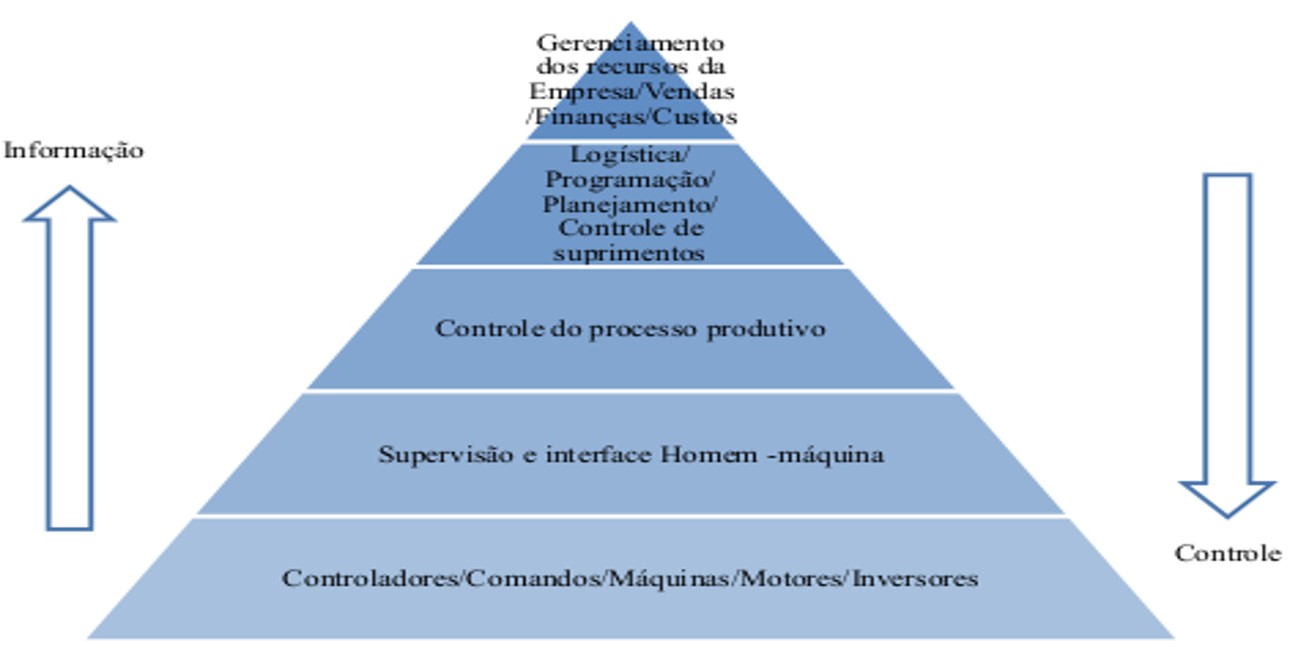 Gerenciamento
dos recursos da
Empresa/Vendas
/Finanças/Custos
Informação
Logística/
Programação/
Planejamento/
Controle de
suprimentos
Controle do processo produtivo
Supervisão e interface Homem -máquina
Controle
Controladores/Comandos/Máquinas/Motores/Inversores